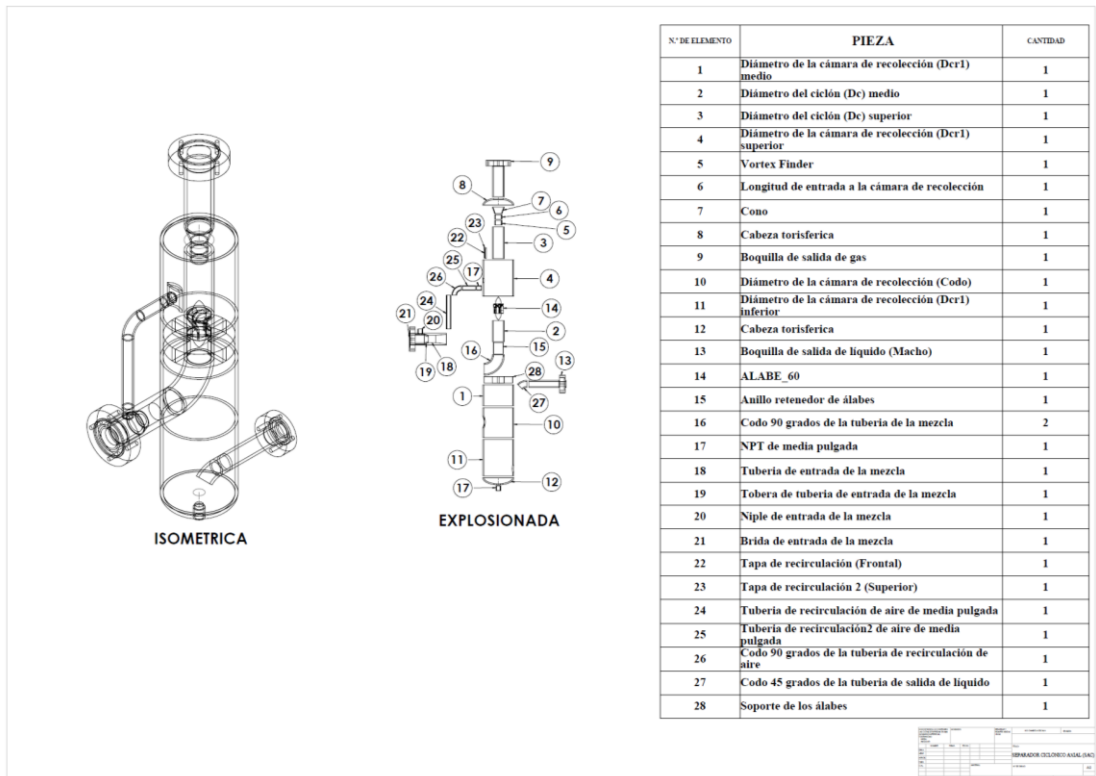 N.º DE ELEMENTO PIEZA CANTIDAD
1 Diámetro de la cámara de recolección (Dcr1) medio 1
2 Diámetro del ciclón (Dc) medio 1
3 Diámetro del ciclón (Dc) superior 1
4 Diámetro de la cámara de recolección (Dcr1) superior 1
5 Vortex Finder 1
6 Longitud de entrada a la cámara de recolección 1
7 Cono 1
8 Cabeza torisferica 1
9 Boquilla de salida de gas 1
10 Diámetro de la cámara de recolección (Codo) 1
11 Diámetro de la cámara de recolección (Dcr1) inferior 1
12 Cabeza torisferica 1
13 Boquilla de salida de líquido (Macho) 1
14 ALABE_60 1
15 Anillo retenedor de álabes 1
16 Codo 90 grados de la tuberia de la mezcla 2
17 NPT de media pulgada 1
18 Tuberia de entrada de la mezcla 1
19 Tobera de tuberia de entrada de la mezcla 1
20 Niple de entrada de la mezcla 1
21 Brida de entrada de la mezcla 1
22 Tapa de recirculación (Frontal) 1
23 Tapa de recirculación 2 (Superior) 1
24 Tuberia de recirculación de aire de media pulgada 1
25 Tuberia de recirculación2 de aire de media pulgada 1
26 Codo 90 grados de la tuberia de recirculación de aire 1
27 Codo 45 grados de la tuberia de salida de líquido 1
28 Soporte de los álabes 1
9
8
7
6
5
23
22
3
25
17
26
4
24
14
21
20
2
15
16
19
18
13
28
27
1
10
11
17
12
ISOMETRICA
EXPLOSIONADA
SEPARADOR CICLÓNICO AXIAL (SAC)